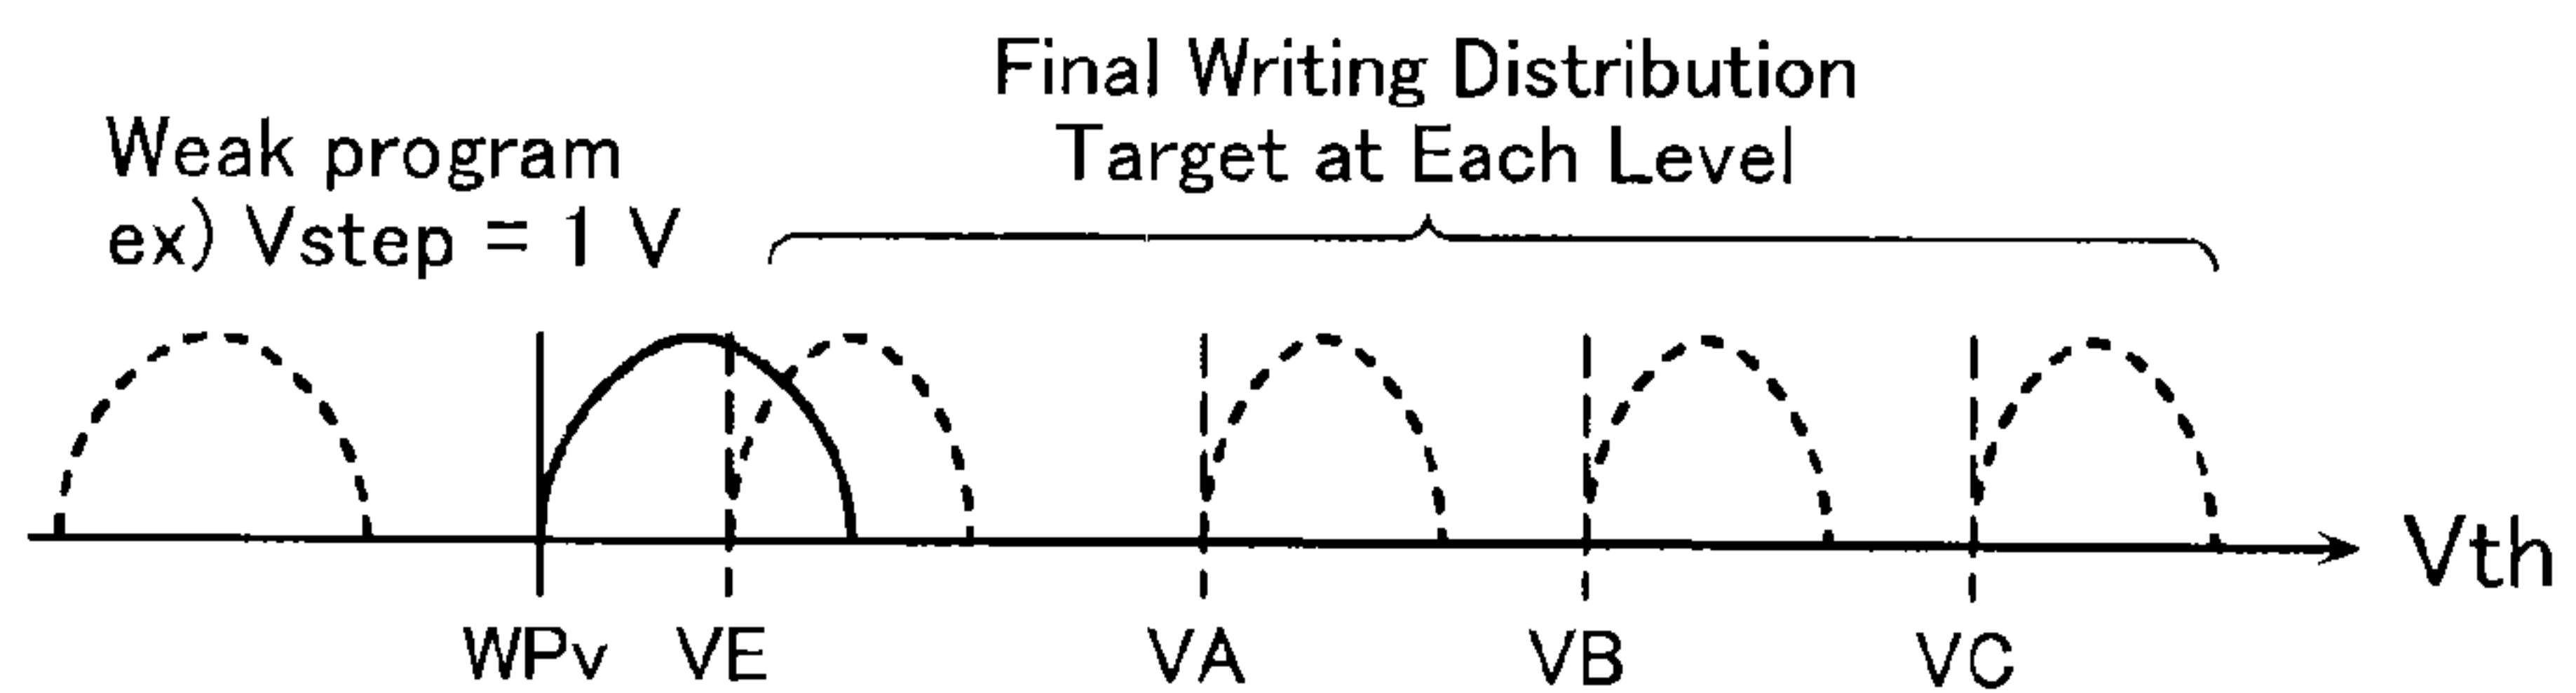 Final Writing Distribution
Target at Each Level
Weak program
ex) Vstep = 1 V
Vth
WPv VE VA VB VC